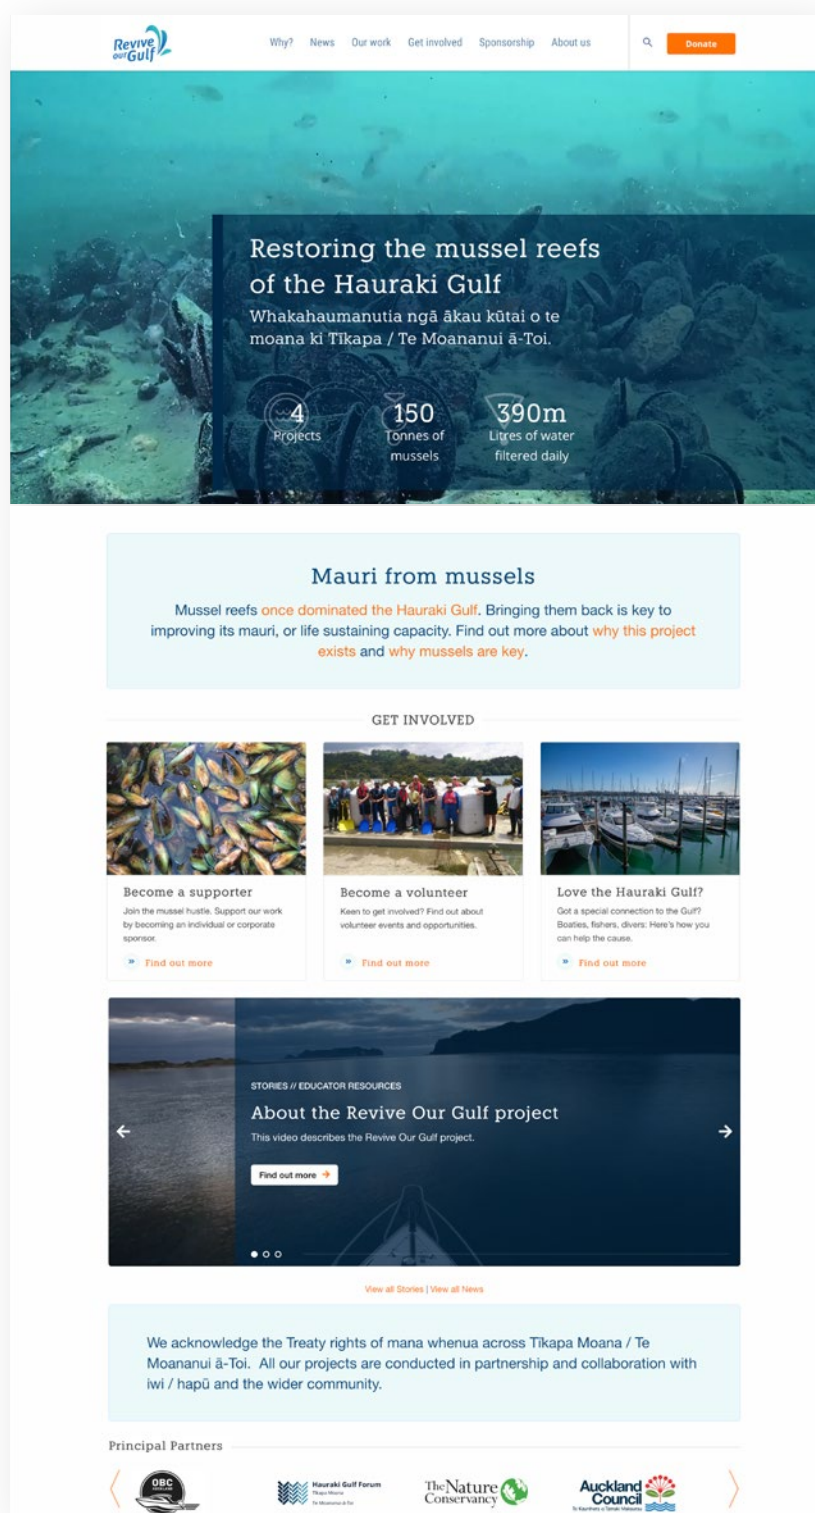 Revive
our Gulf
Why? News Our work Get involved Sponsorship About us
Donate
Restoring the mussel reefs
of the Hauraki Gulf
Whakahaumanutia ngā ākau kūtai o te
moana ki Tīkapa / Te Moananui ā-Toi.
4
Projects
150
Tonnes of
mussels
390m
Litres of water
filtered daily
Mauri from mussels
Mussel reefs once dominated the Hauraki Gulf. Bringing them back is key to
improving its mauri, or life sustaining capacity. Find out more about why this project
exists and why mussels are key.
GET INVOLVED
Become a supporter
Join the mussel hustle. Support our work
by becoming an individual or corporate
sponsor.
» Find out more
Become a volunteer
Keen to get involved? Find out about
volunteer events and opportunities.
» Find out more
Love the Hauraki Gulf?
Got a special connection to the Gulf?
Boaties, fishers, divers: Here's how you
can help the cause.
» Find out more
STORIES // EDUCATOR RESOURCES
About the Revive Our Gulf project
This video describes the Revive Our Gulf project.
Find out more
View all Stories | View all News
We acknowledge the Treaty rights of mana whenua across Tīkapa Moana / Te
Moananui ā-Toi. All our projects are conducted in partnership and collaboration with
iwi / hapū and the wider community.
Principal Partners
OBC
Hauraki Gulf Forum
Tīkapa Moana
Te Moananui-ā-Toi
The Nature
Conservancy
Auckland
Council
Te Kaunihera o Tāmaki Makaurau